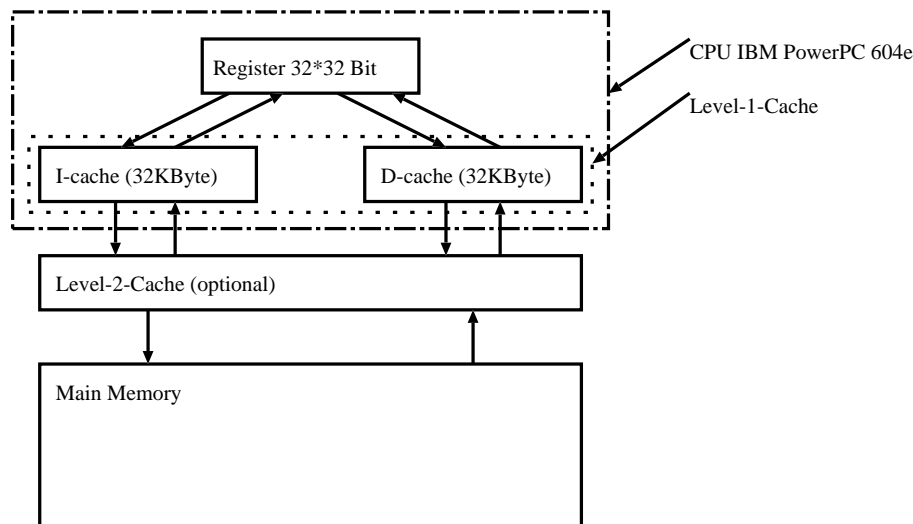 CPU IBM PowerPC 604e
Register 32*32 Bit
Level-1-Cache
I-cache (32KByte)
D-cache (32KByte)
Level-2-Cache (optional)
Main Memory